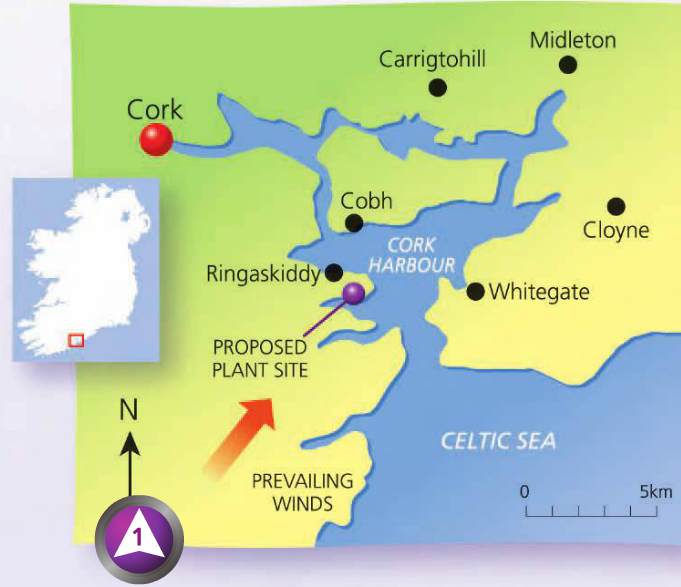 Midleton
Carrigtohill
Cork
Cobh
Cloyne
CORK
HARBOUR
Ringaskiddy
Whitegate
PROPOSED
PLANT SITE
N
CELTIC SEA
PREVAILING
WINDS
0 5km
1